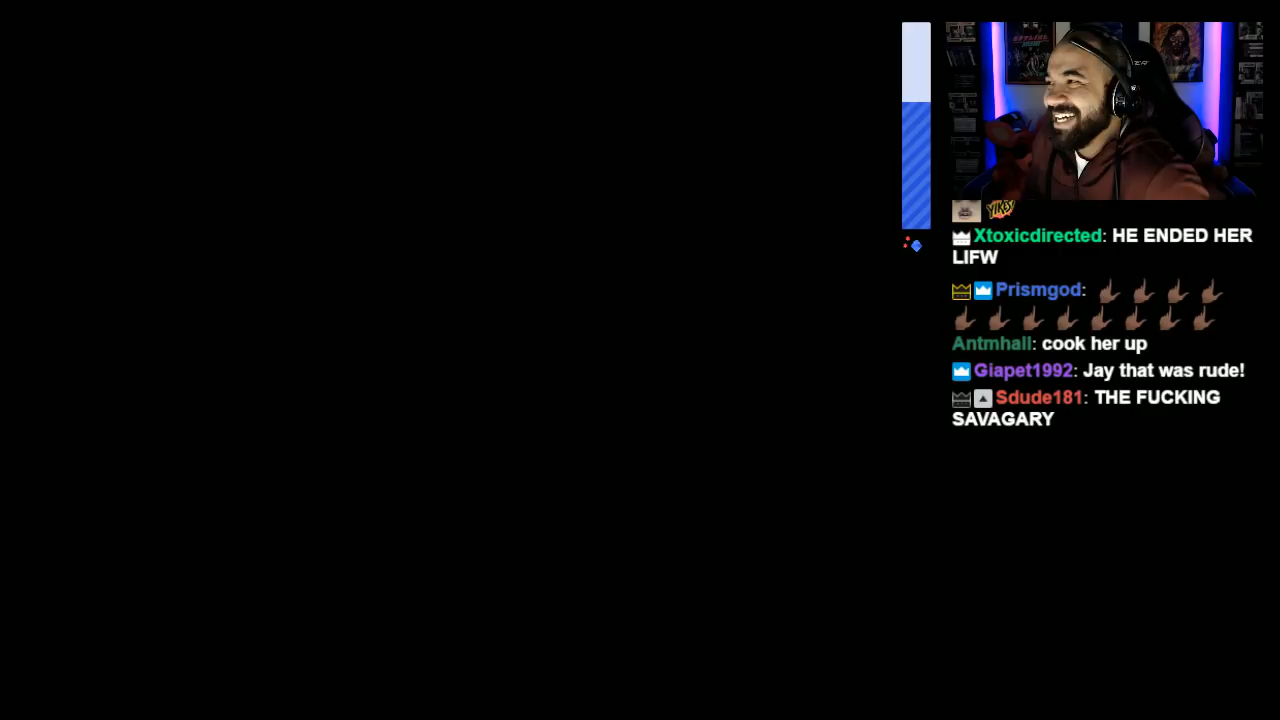 YIKES!
Xtoxicdirected: HE ENDED HER
LIFW
Prismgod:
Antmhall: cook her up
Giapet1992: Jay that was rude!
Sdude181: THE FUCKING
SAVAGARY